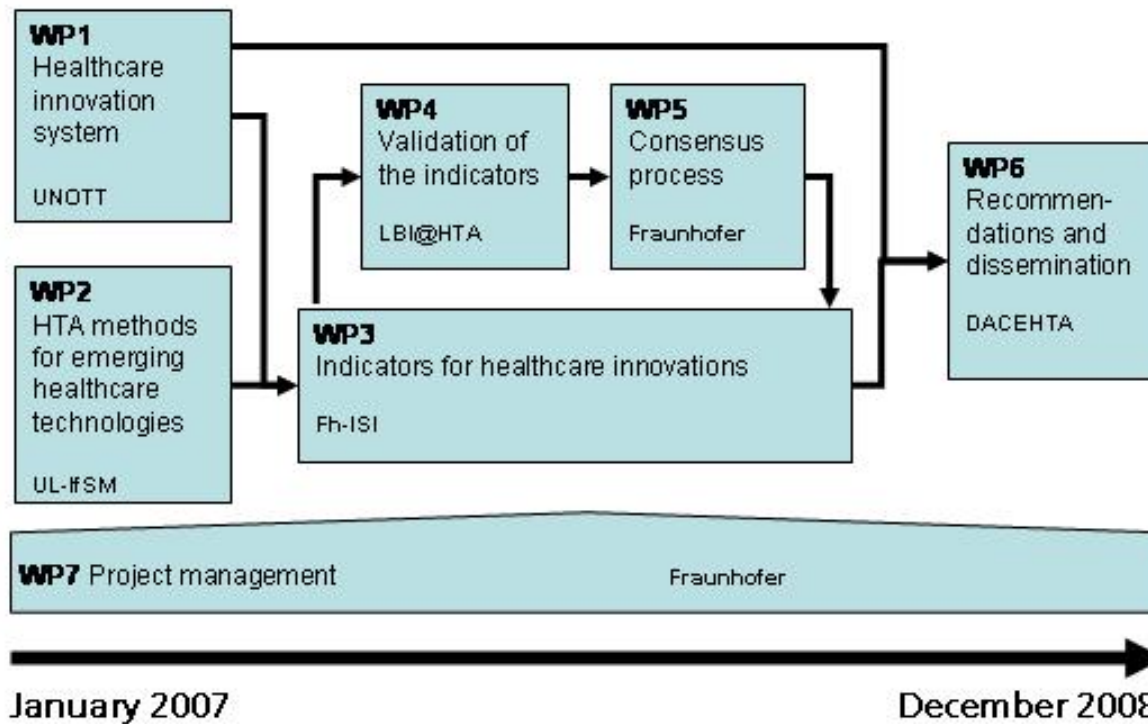 WP1
Healthcare
innovation
system
UNOTT
WP2
HTA methods
for emerging
healthcare
technologies
UL-IfSM
WP4
Validation of
the indicators
LBI@HTA
WP5
Consensus
process
Fraunhofer
WP3
Indicators for healthcare innovations
Fh-ISI
WP6
Recommen-
dations and
dissemination
DACEHTA
WP7 Project management Fraunhofer
January 2007 December 2008